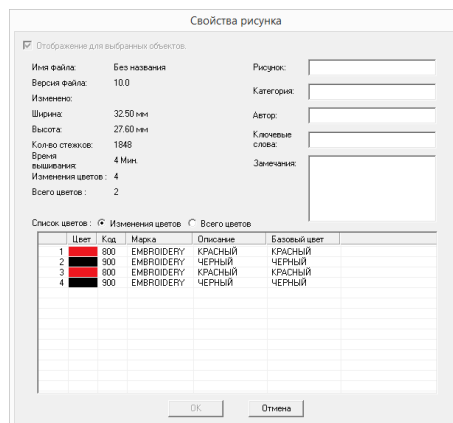 Свойства рисунка
Отображение для выбранных объектов.
Имя файла: Без названия
Версия файла: 10.0
Изменено:
Ширина: 32.50 мм
Высота: 27.60 мм
Кол-во стежков: 1848
Время вышивания: 4 Мин.
Изменения цветов : 4
Всего цветов : 2
Рисунок:
Категория:
Автор:
Ключевые слова:
Замечания:
Список цветов : Изменения цветов Всего цветов
Цвет Код Марка Описание Базовый цвет
1 800 EMBROIDERY КРАСНЫЙ КРАСНЫЙ
2 900 EMBROIDERY ЧЕРНЫЙ ЧЕРНЫЙ
3 800 EMBROIDERY КРАСНЫЙ КРАСНЫЙ
4 900 EMBROIDERY ЧЕРНЫЙ ЧЕРНЫЙ
OK Отмена